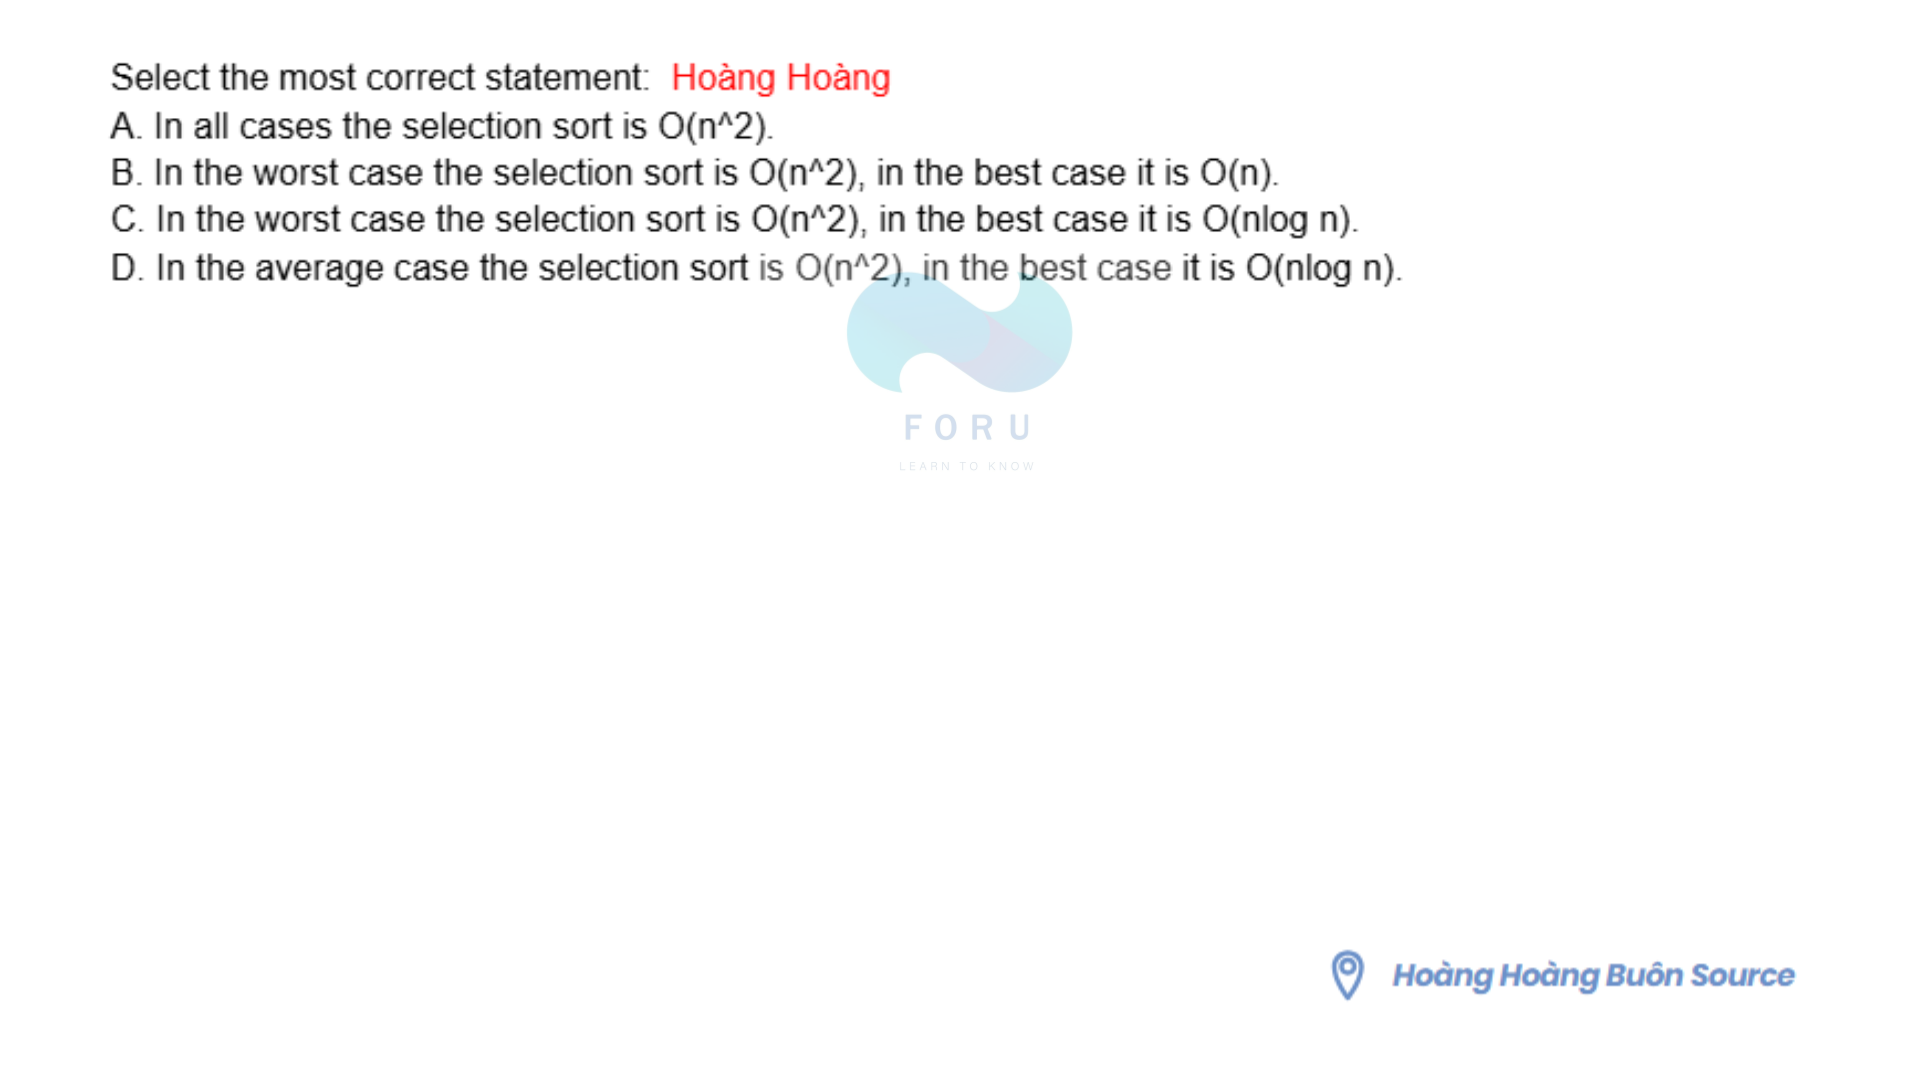 Select the most correct statement: Hoàng Hoàng
A. In all cases the selection sort is O(n^2).
B. In the worst case the selection sort is O(n^2), in the best case it is O(n).
C. In the worst case the selection sort is O(n^2), in the best case it is O(nlog n).
D. In the average case the selection sort is O(n^2), in the best case it is O(nlog n).
FORU
LEARN TO KNOW
Hoàng Hoàng Buôn Source